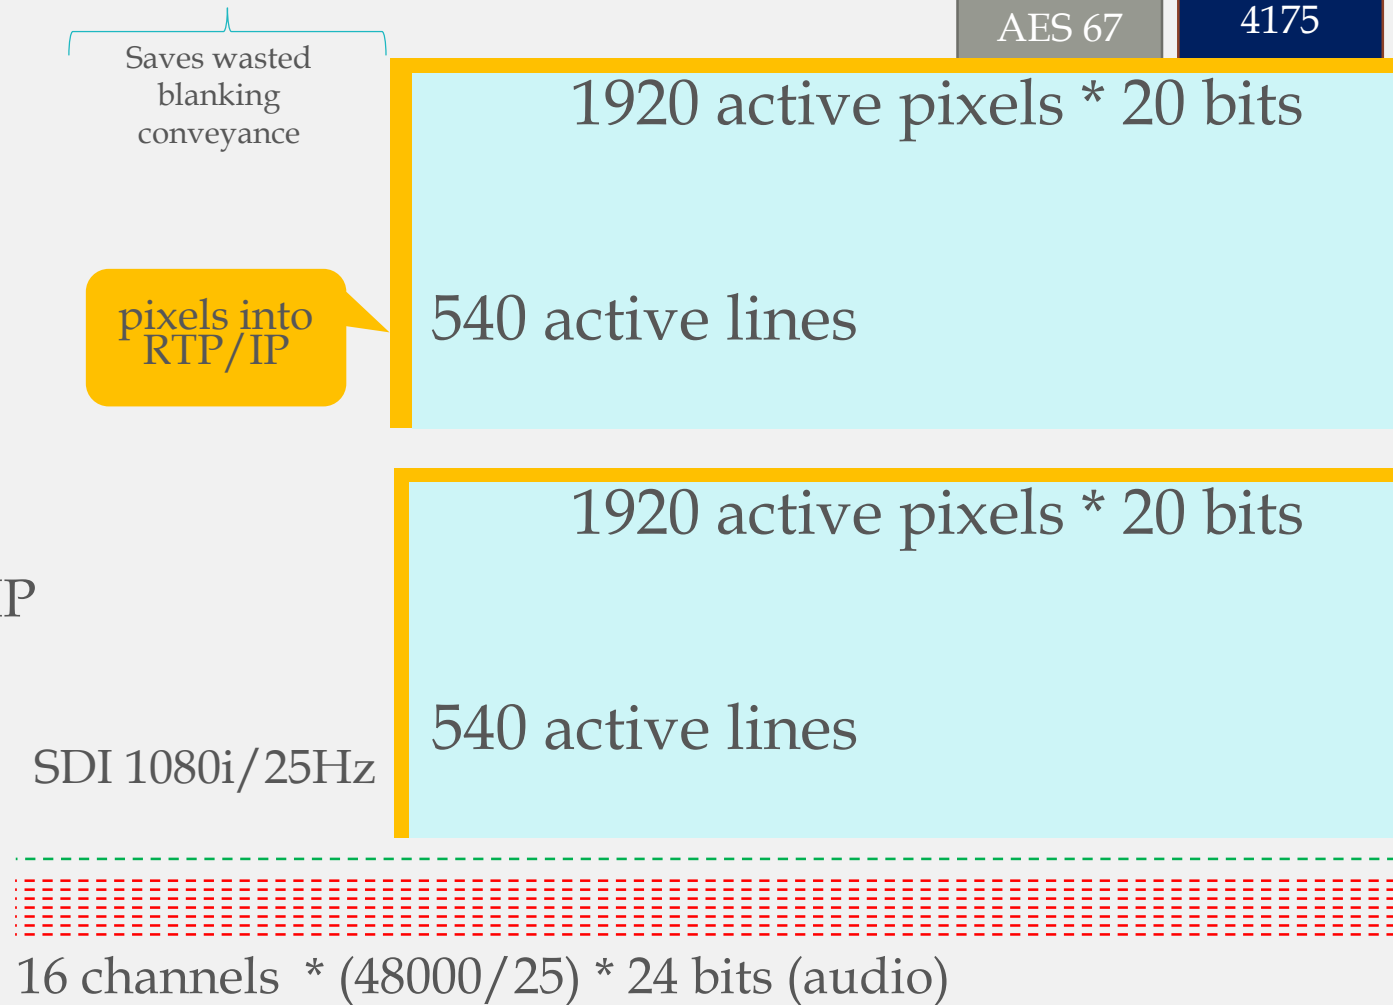 AES 67
4175
Saves wasted
blanking
conveyance
1920 active pixels * 20 bits
pixels into
RTP/IP
540 active lines
1920 active pixels * 20 bits
IP
540 active lines
SDI 1080i/25Hz
16 channels * (48000/25) * 24 bits (audio)